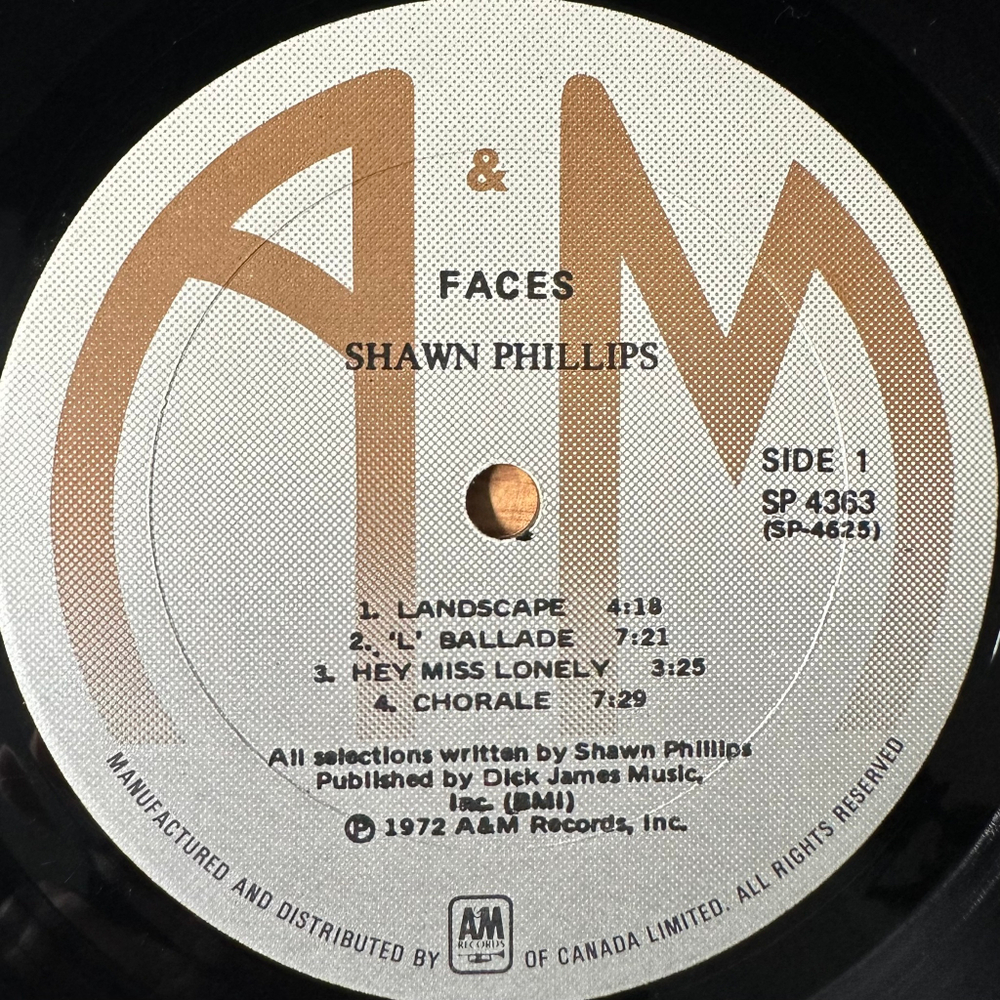 A & M
FACES
SHAWN PHILLIPS
SIDE 1
SP 4363
(SP-4625)
1. LANDSCAPE 4:18
2. 'L' BALLADE 7:21
3. HEY MISS LONELY 3:25
4. CHORALE 7:29
All selections written by Shawn Phillips
Published by Dick James Music,
Inc. (BMI)
Ⓟ 1972 A&M Records, Inc.
MANUFACTURED AND DISTRIBUTED BY A&M RECORDS OF CANADA LIMITED. ALL RIGHTS RESERVED